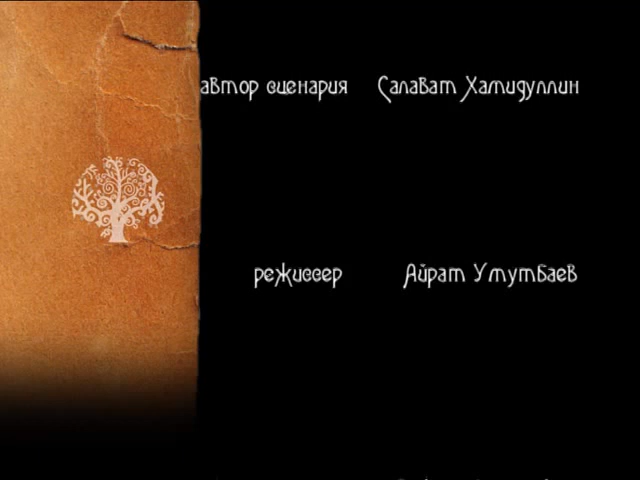 автор сценария Салават Хамидуллин
режиссер Айрат Умутбаев